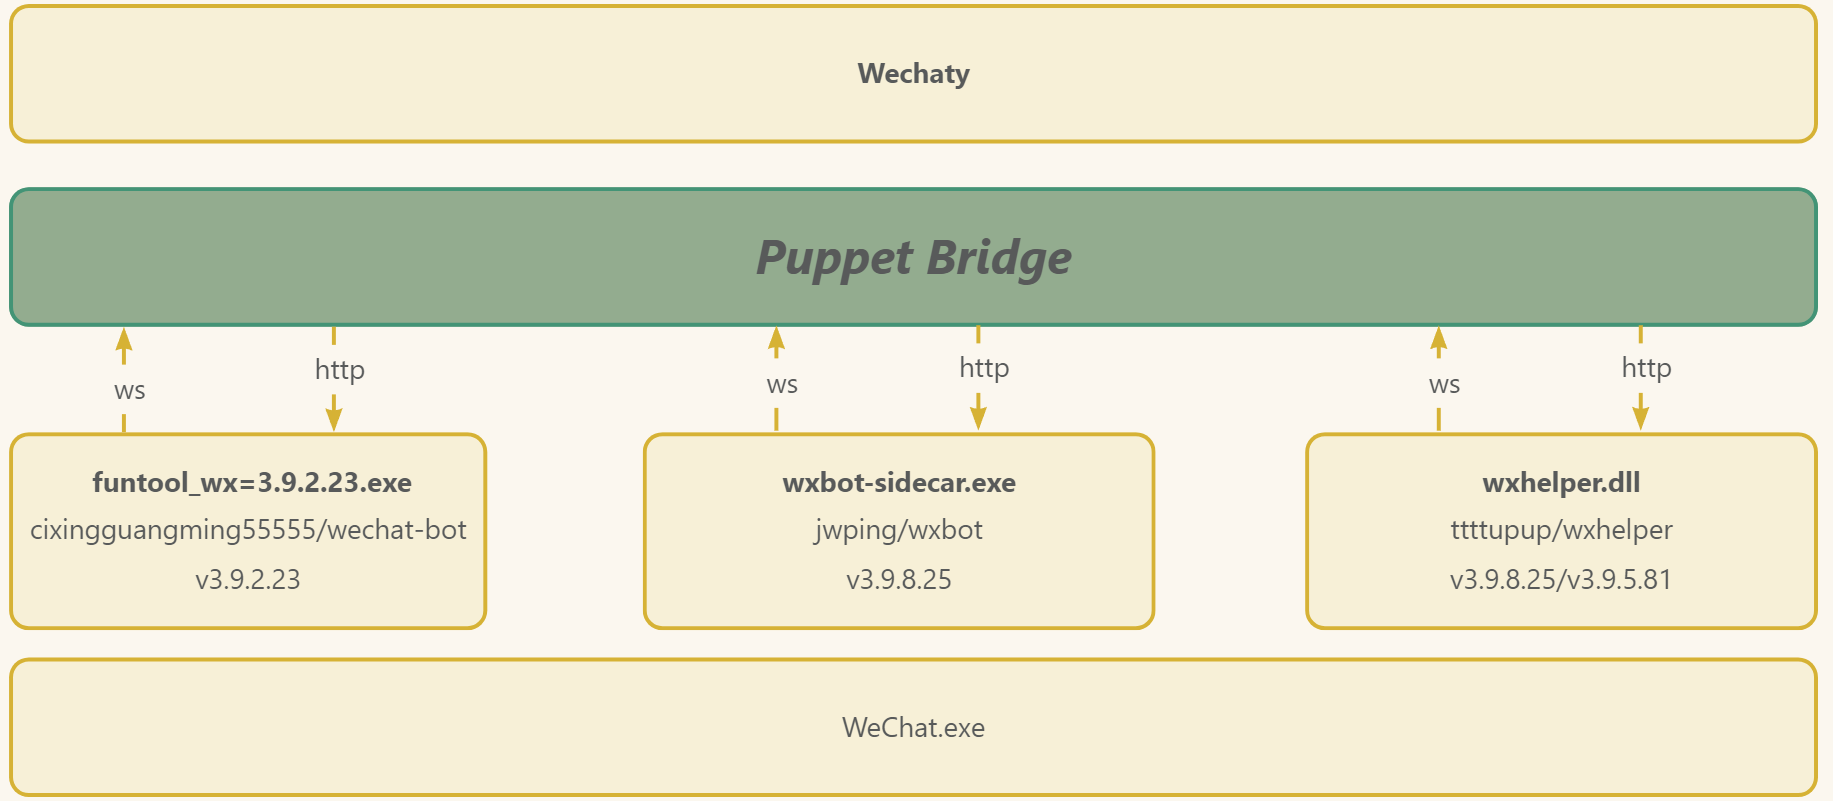 Wechaty
Puppet Bridge
ws
http
ws
http
ws
http
funtool_wx=3.9.2.23.exe
cixingguangming55555/wechat-bot
v3.9.2.23
wxbot-sidecar.exe
jwping/wxbot
v3.9.8.25
wxhelper.dll
ttttupup/wxhelper
v3.9.8.25/v3.9.5.81
WeChat.exe